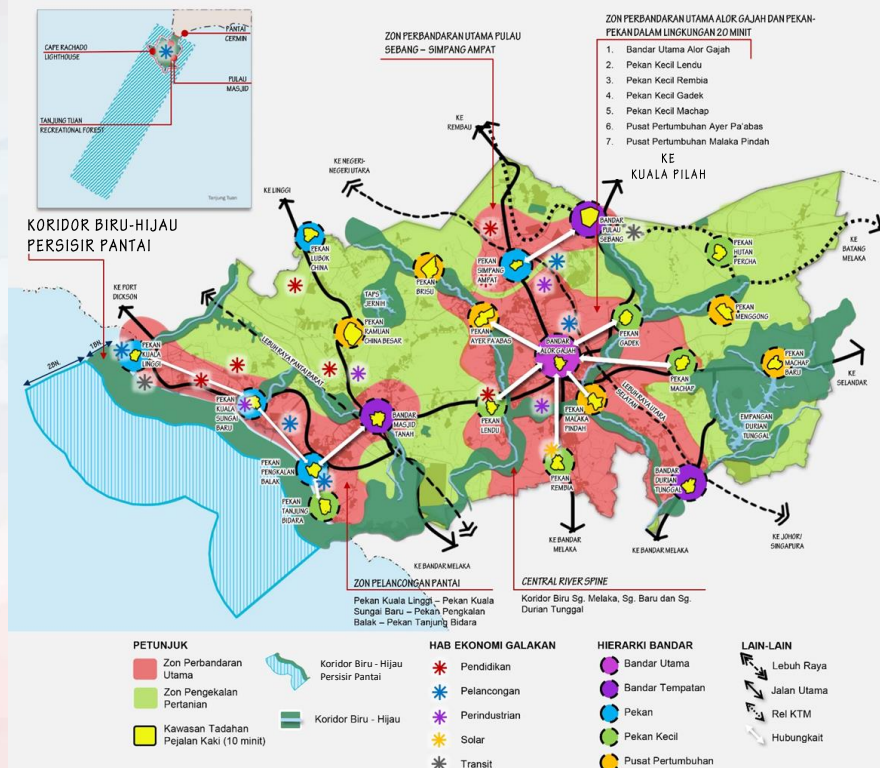 ZON PERBANDARAN UTAMA PULAU
SEBANG – SIMPANG AMPAT
ZON PERBANDARAN UTAMA ALOR GAJAH DAN PEKAN-
PEKAN DALAM LINGKUNGAN 20 MINIT
1. Bandar Utama Alor Gajah
2. Pekan Kecil Lendu
3. Pekan Kecil Rembia
4. Pekan Kecil Gadek
5. Pekan Kecil Machap
6. Pusat Pertumbuhan Ayer Pa'abas
7. Pusat Pertumbuhan Malaka Pindah
PANTAI
CERMIN
CAPE RACHADO
LIGHTHOUSE
PULAU
MASJID
TANJUNG TUAN
RECREATIONAL FOREST
Tanjung Tuan
KORIDOR BIRU-HIJAU
PERSISIR PANTAI
KE PORT
DICKSON
KE LINGGI
KE NEGERI-
NEGERI UTARA
KE
REMBAU
KE
KUALA PILAH
KE
BATANG
MELAKA
KE
SELANDAR
KE JOHOR/
SINGAPURA
KE BANDAR MELAKA
KE BANDAR
MELAKA
KE BANDAR MELAKA
2BN.
1BN.
PEKAN
LUBOK
CHINA
PEKAN
BRISU
TAPS
JERNIH
PEKAN
RAMUAN
CHINA BESAR
PEKAN
SIMPANG
AMPAT
BANDAR
PULAU
SEBANG
PEKAN
HUTAN
PERCHA
PEKAN
MENGGONG
PEKAN
AYER PA'ABAS
BANDAR
ALOR GAJAH
PEKAN
GADEK
PEKAN
MACHAP
PEKAN
MACHAP
BARU
PEKAN
KUALA
LINGGI
LEBUH RAYA PANTAI BARAT
PEKAN
KUALA
SUNGAI
BARU
BANDAR
MASJID
TANAH
PEKAN
LENDU
PEKAN
MALAKA
PINDAH
LEBUHRAYA UTARA
SELATAN
EMPANGAN
DURIAN
TUNGGAL
PEKAN
PENGKALAN
BALAK
PEKAN
TANJUNG
BIDARA
PEKAN
REMBIA
BANDAR
DURIAN
TUNGGAL
ZON PELANCONGAN PANTAI
Pekan Kuala Linggi – Pekan Kuala
Sungai Baru – Pekan Pengkalan
Balak – Pekan Tanjung Bidara
CENTRAL RIVER SPINE
Koridor Biru Sg. Melaka, Sg. Baru dan Sg.
Durian Tunggal
PETUNJUK
Zon Perbandaran
Utama
Zon Pengekalan
Pertanian
Kawasan Tadahan
Pejalan Kaki (10 minit)
Koridor Biru - Hijau
Persisir Pantai
Koridor Biru - Hijau
HAB EKONOMI GALAKAN
Pendidikan
Pelancongan
Perindustrian
Solar
Transit
HIERARKI BANDAR
Bandar Utama
Bandar Tempatan
Pekan
Pekan Kecil
Pusat Pertumbuhan
LAIN-LAIN
Lebuh Raya
Jalan Utama
Rel KTM
Hubungkait